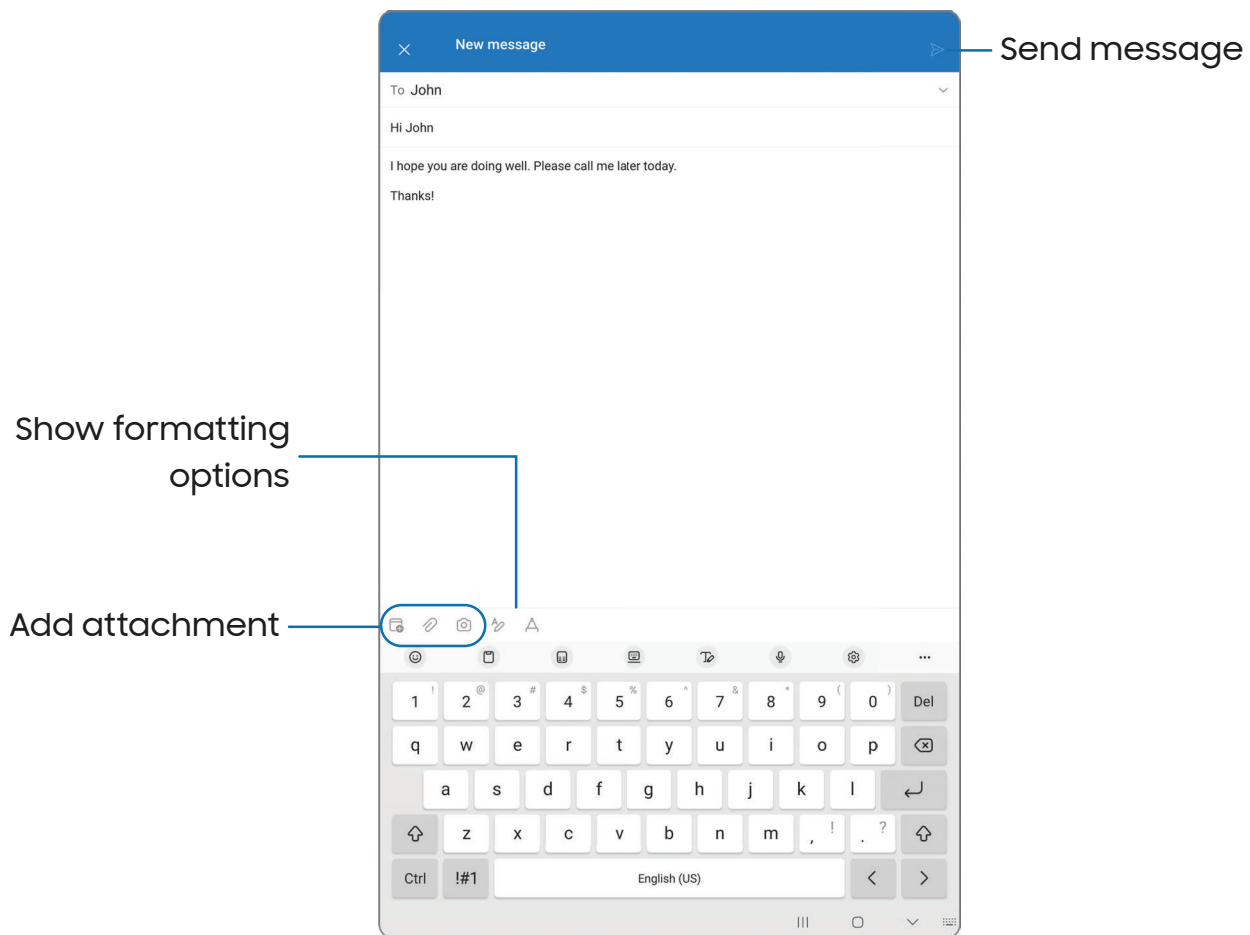 New message
Send message
To John
Hi John
I hope you are doing well. Please call me later today.
Thanks!
Show formatting
options
Add attachment
1 ! 2 @ 3 # 4 $ 5 % 6 ^ 7 & 8 * 9 ( 0 ) Del
q w e r t y u i o p
a s d f g h j k l
z x c v b n m , ! . ?
Ctrl !#1 English (US) < >